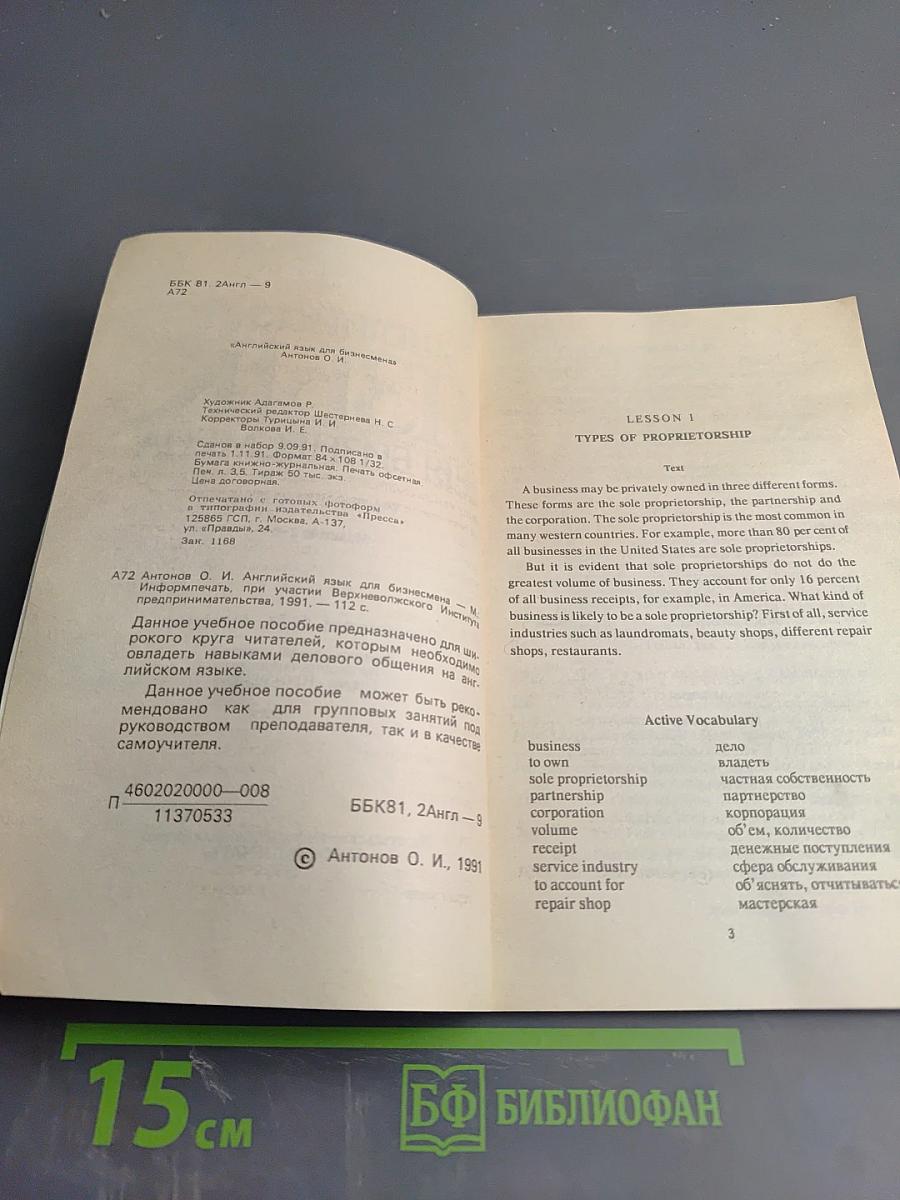 ББК 81. 2Англ — 9
А72
«Английский язык для бизнесмена»
Антонов О. И.
Художник Адагамов Р.
Технический редактор Шестернева Н. С.
Корректоры Турицына И. И.
Волкова И. Е.
Сданов в набор 9.09.91. Подписано в
печать 1.11.91. Формат 84 × 108 1/32.
Бумага книжно-журнальная. Печать офсетная.
Печ. л. 3,5. Тираж 50 тыс. экз.
Цена договорная.
Отпечатано с готовых фотоформ
в типографии издательства «Пресса»
125865 ГСП, г. Москва, А-137,
ул. «Правды», 24.
Зак. 1168
А72 Антонов О. И. Английский язык для бизнесмена — М.
Информпечать, при участии Верхневолжского Института
предпринимательства, 1991. — 112 с.
Данное учебное пособие предназначено для ши-
рокого круга читателей, которым необходимо
овладеть навыками делового общения на анг-
лийском языке.
Данное учебное пособие может быть реко-
мендовано как для групповых занятий под
руководством преподавателя, так и в качестве
самоучителя.
П 4602020000—008
11370533
ББК81, 2Англ — 9
© Антонов О. И., 1991
LESSON 1
TYPES OF PROPRIETORSHIP
Text
A business may be privately owned in three different forms.
These forms are the sole proprietorship, the partnership and
the corporation. The sole proprietorship is the most common in
many western countries. For example, more than 80 per cent of
all businesses in the United States are sole proprietorships.
But it is evident that sole proprietorships do not do the
greatest volume of business. They account for only 16 percent
of all business receipts, for example, in America. What kind of
business is likely to be a sole proprietorship? First of all, service
industries such as laundromats, beauty shops, different repair
shops, restaurants.
Active Vocabulary
business дело
to own владеть
sole proprietorship частная собственность
partnership партнерство
corporation корпорация
volume об'ем, количество
receipt денежные поступления
service industry сфера обслуживания
to account for об'яснять, отчитыватьс
repair shop мастерская
3
15 см
БФ БИБЛИОФАН